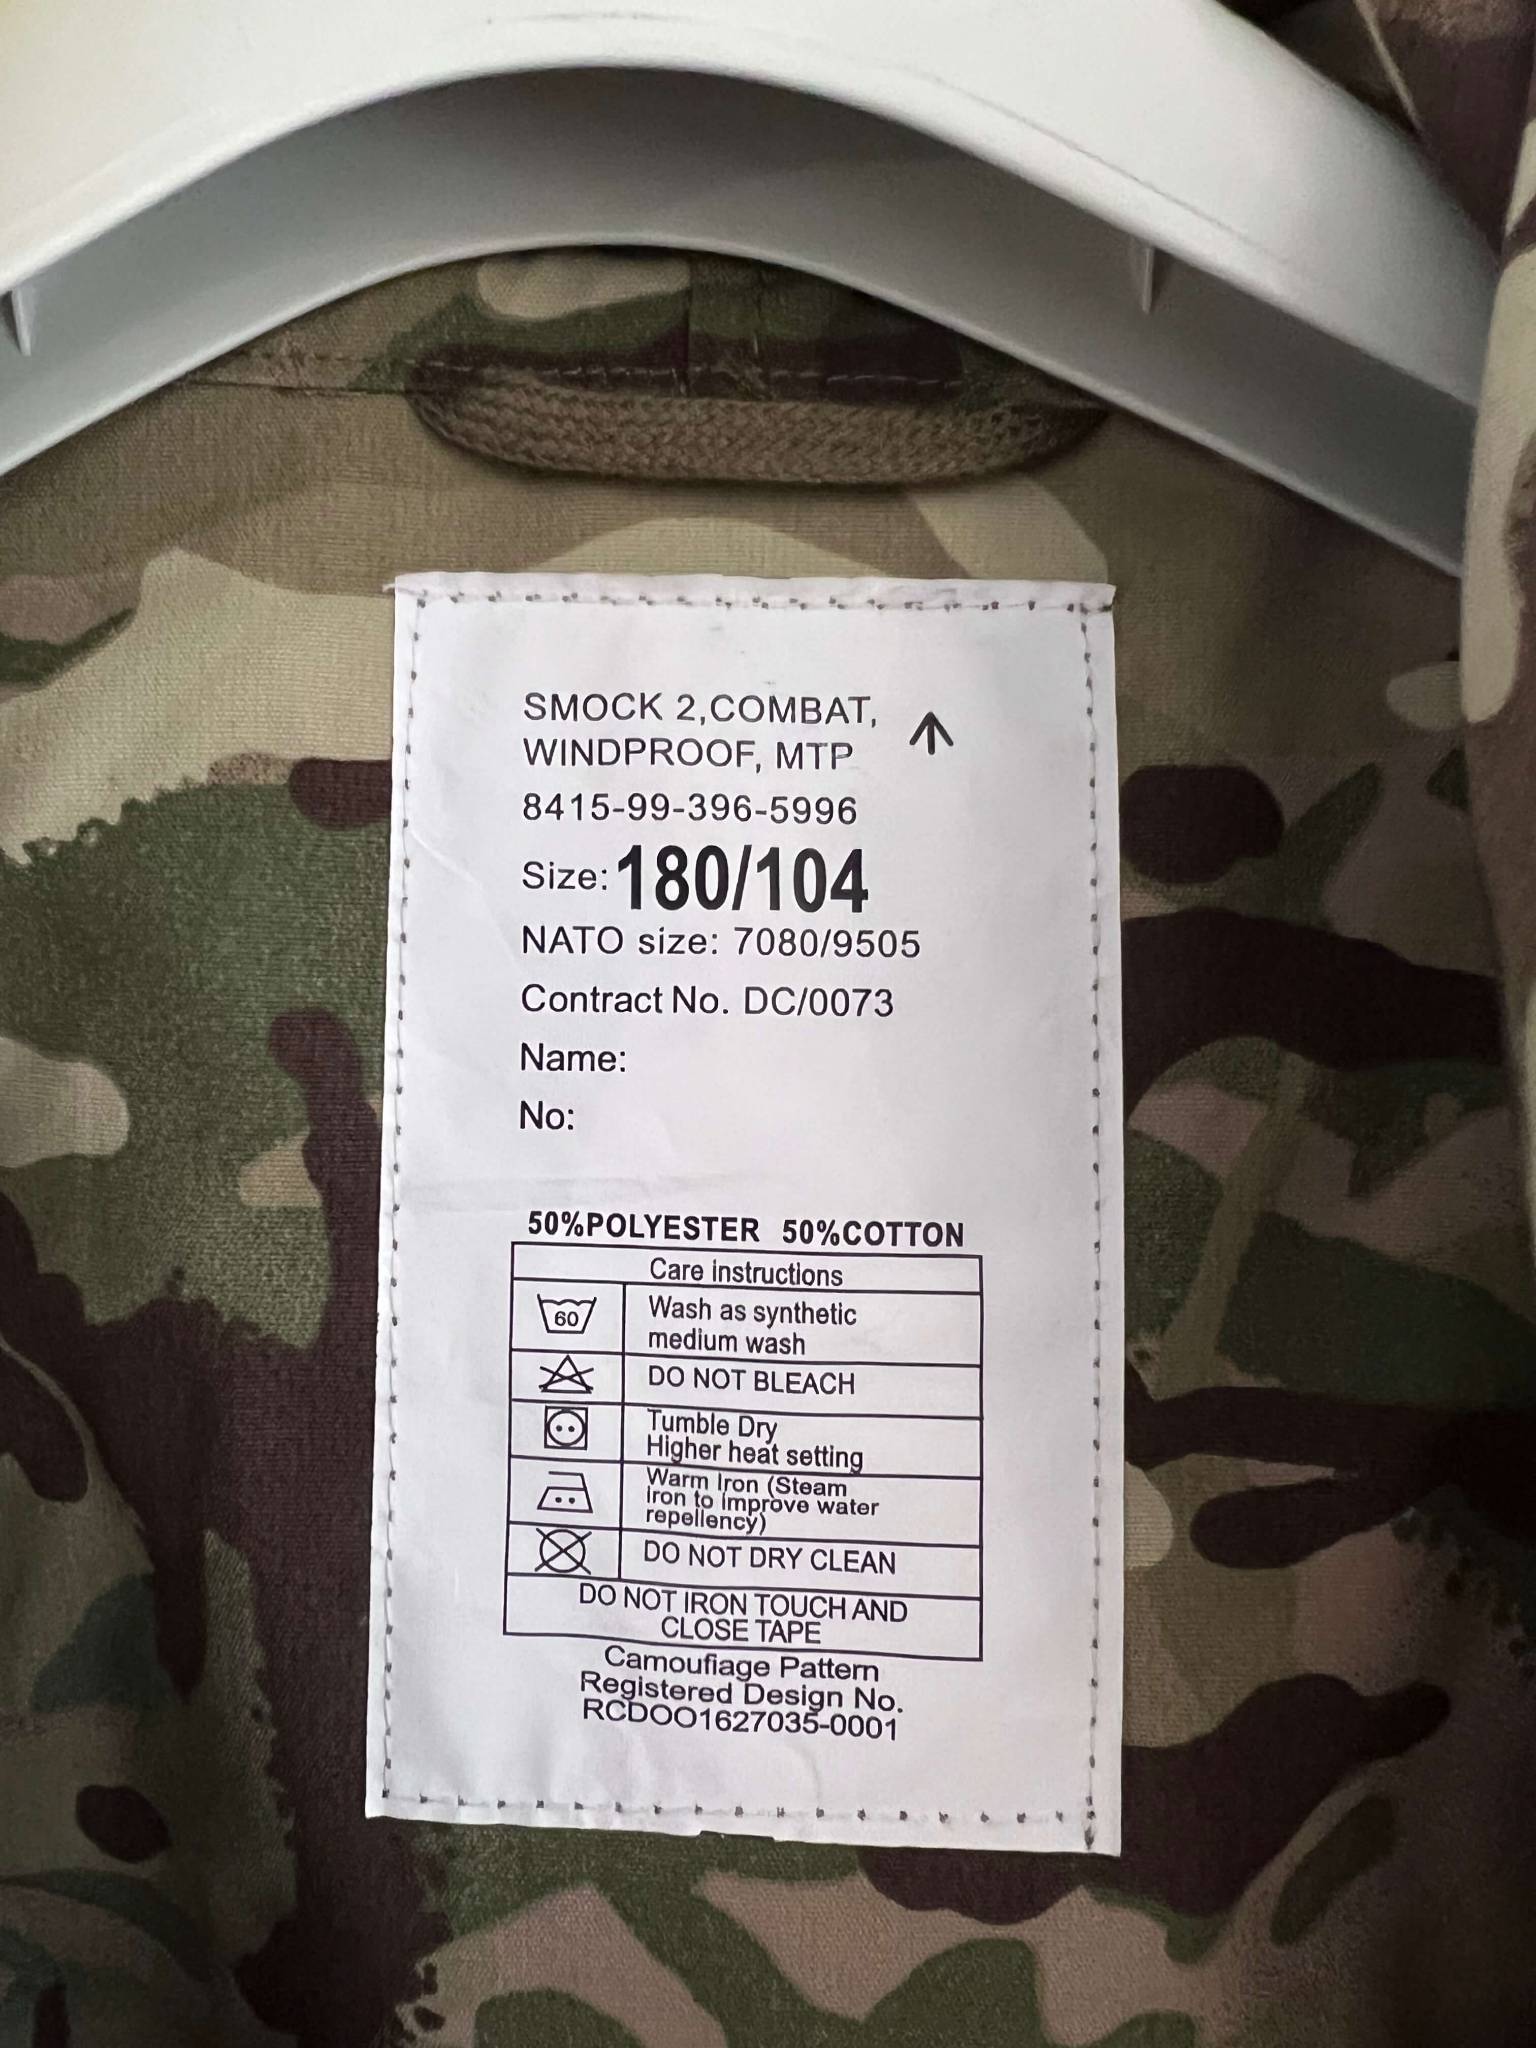 SMOCK 2,COMBAT,
WINDPROOF, MTP
8415-99-396-5996
Size: 180/104
NATO size: 7080/9505
Contract No. DC/0073
Name:
No:
50%POLYESTER 50%COTTON
Care instructions
60
Wash as synthetic
medium wash
DO NOT BLEACH
Tumble Dry
Higher heat setting
Warm Iron (Steam
Iron to Improve water
repellency)
DO NOT DRY CLEAN
DO NOT IRON TOUCH AND
CLOSE TAPE
Camoufiage Pattern
Registered Design No.
RCDOO1627035-0001